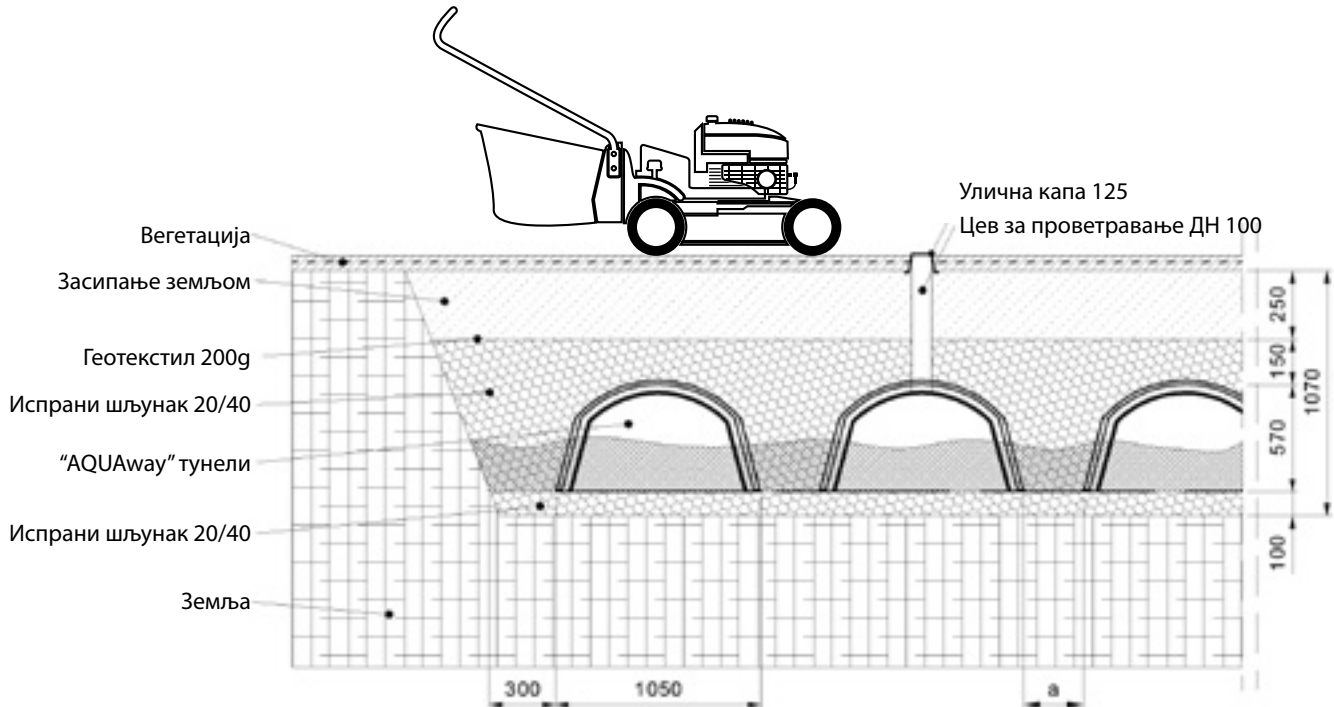 Улична капа 125
Цев за проветравање ДН 100
Вегетација
Засипање земљом
Геотекстил 200g
Испрани шљунак 20/40
“AQUAway” тунели
Испрани шљунак 20/40
Земља
250
150
1070
570
100
300
1050
a